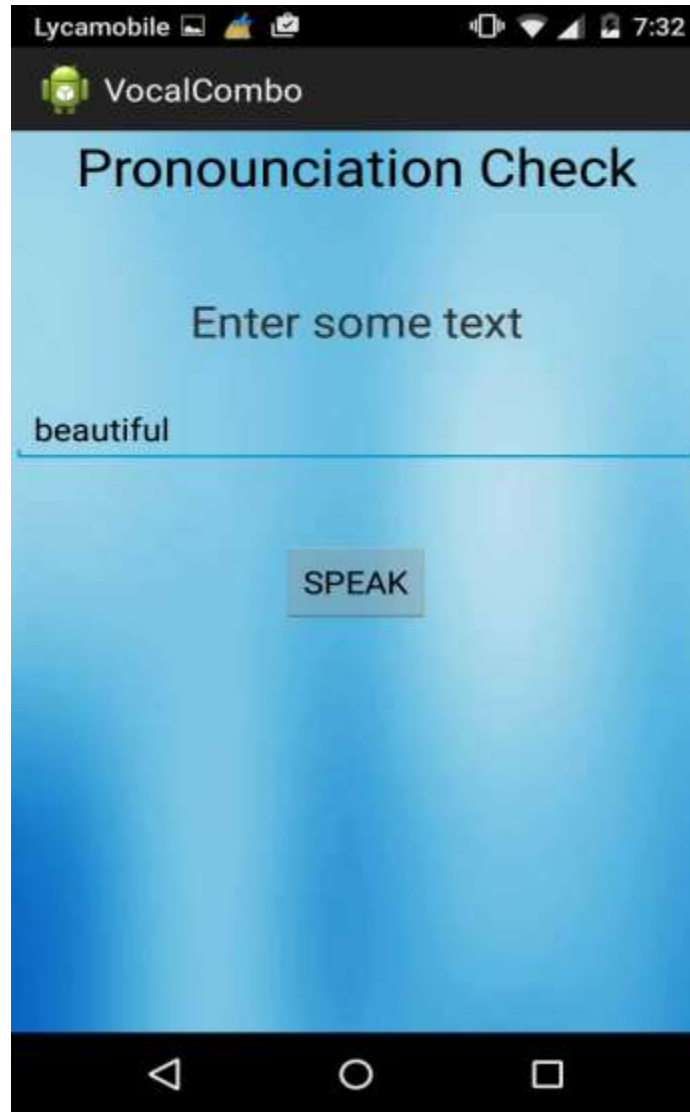 Lycamobile 7:32
VocalCombo
Pronounciation Check
Enter some text
beautiful
SPEAK